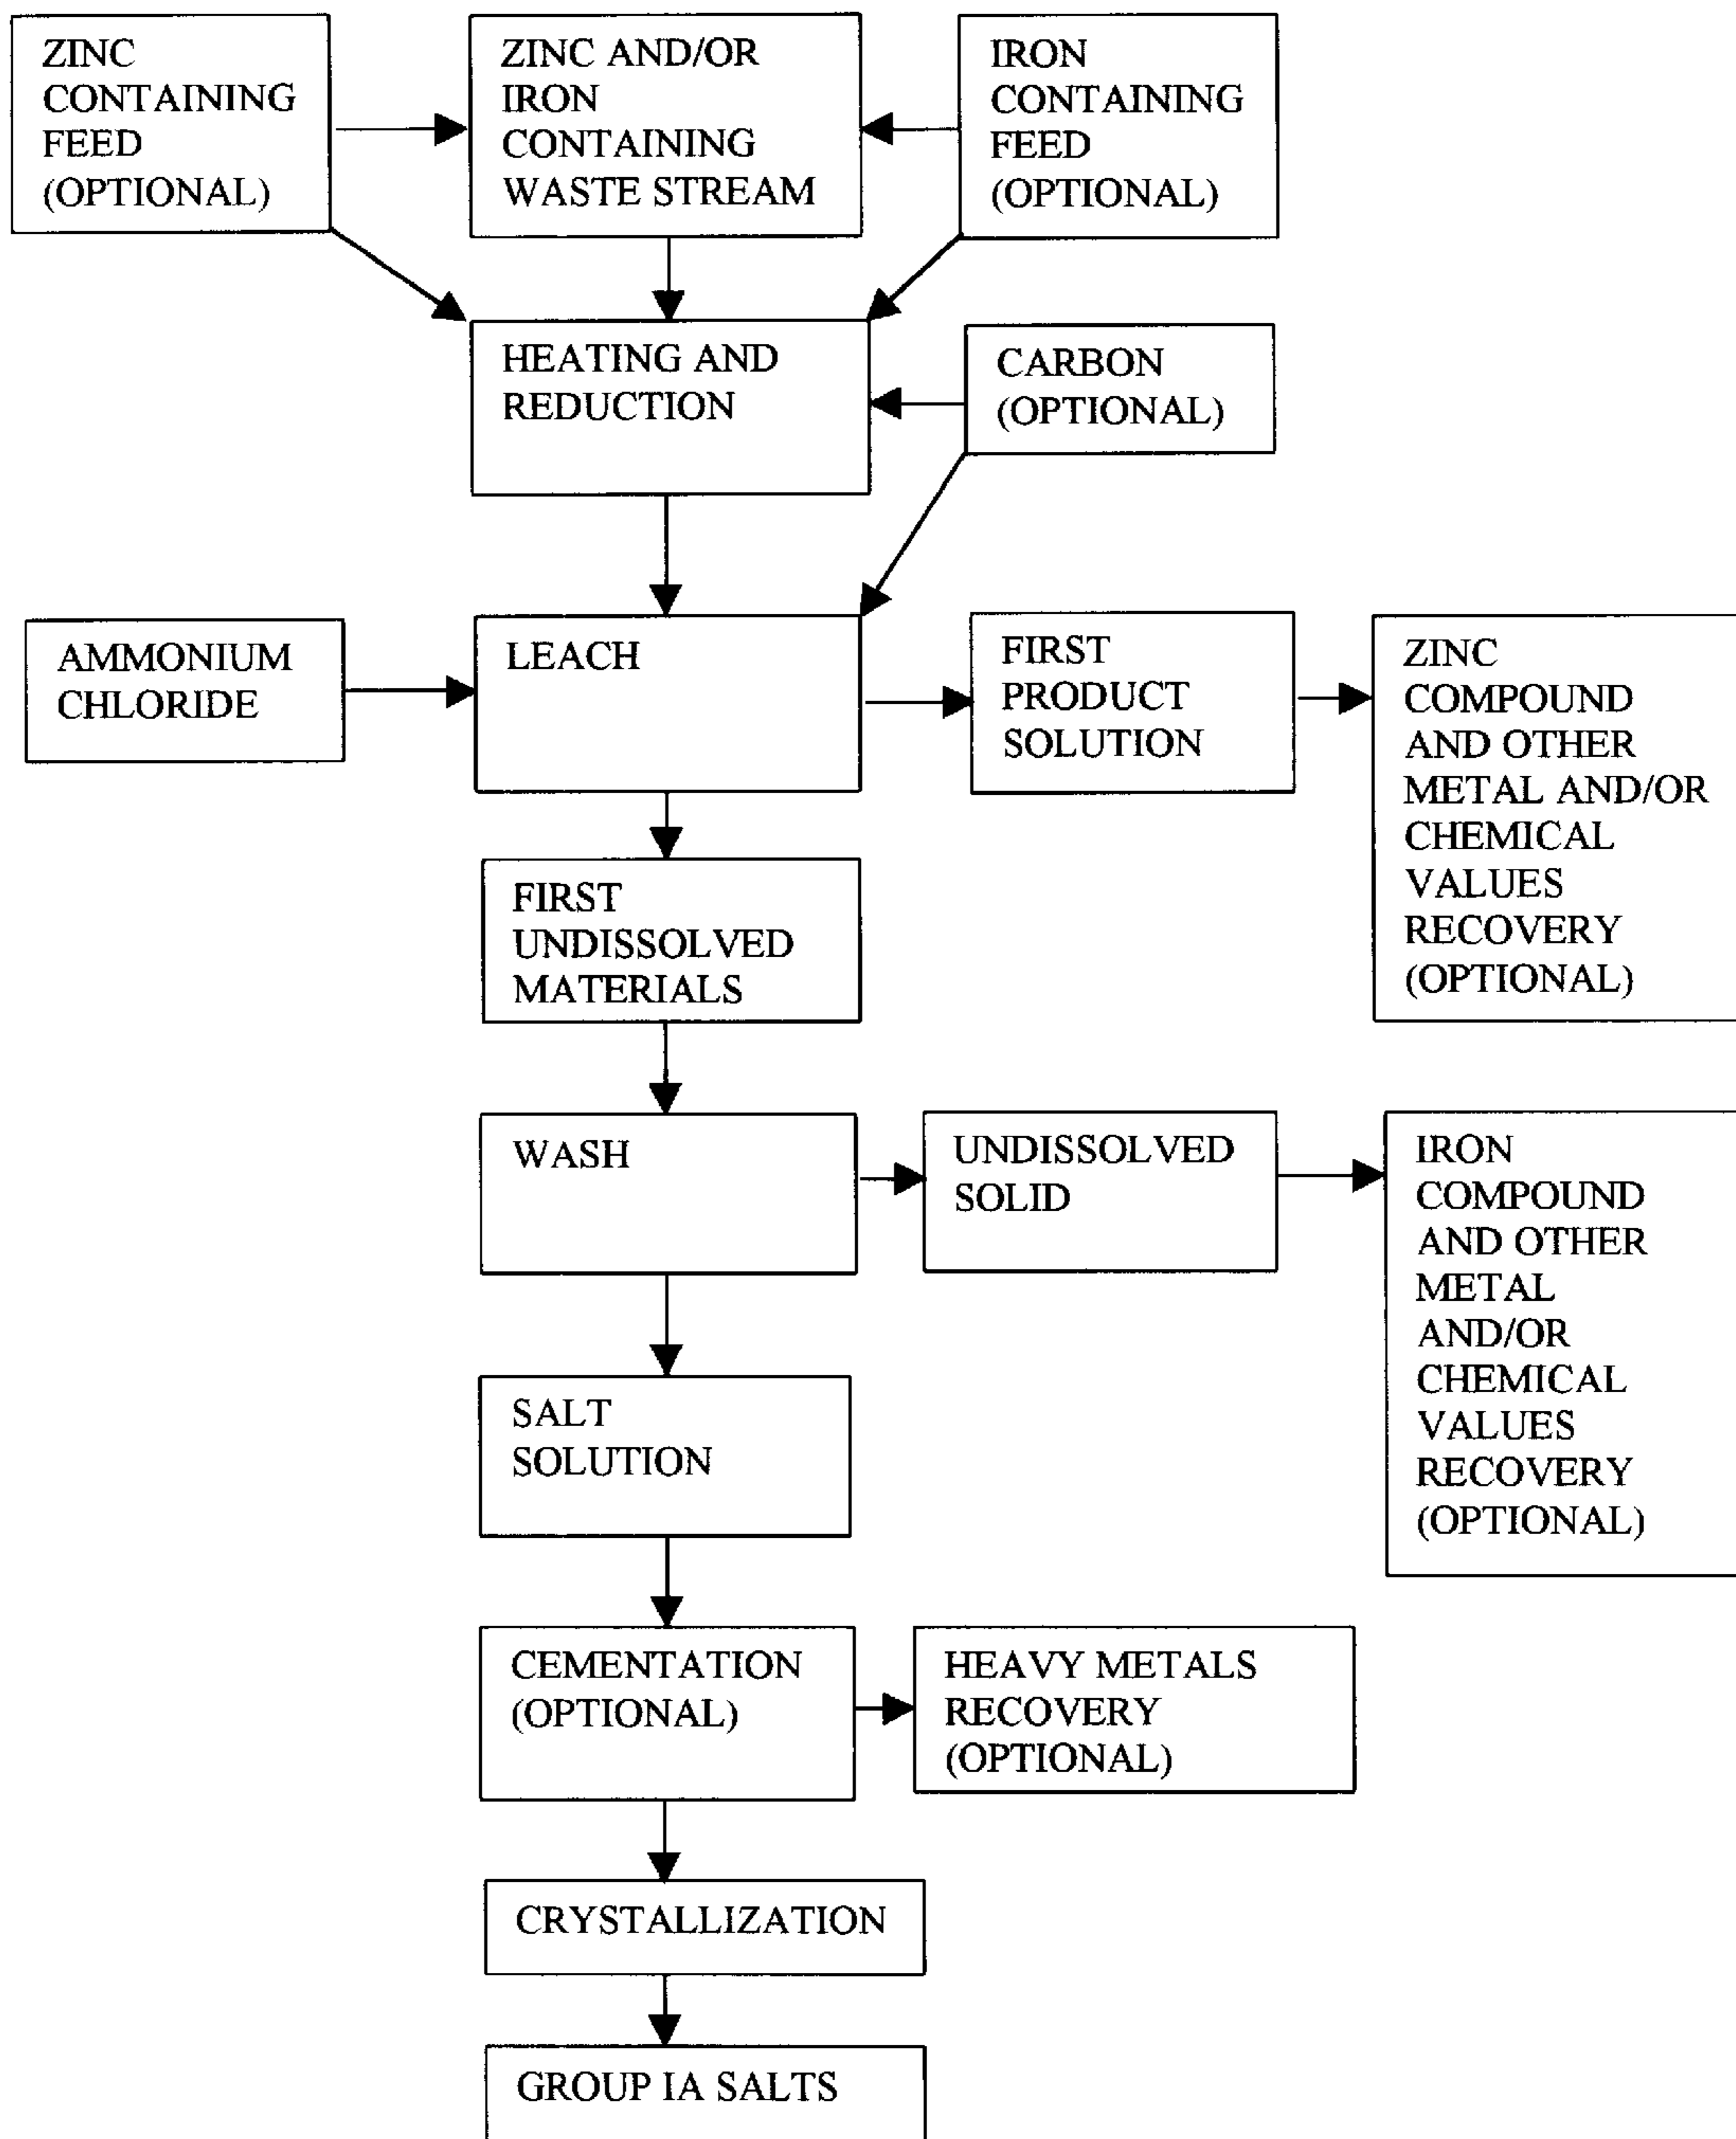 ZINC
CONTAINING
FEED
(OPTIONAL)
ZINC AND/OR
IRON
CONTAINING
WASTE STREAM
IRON
CONTAINING
FEED
(OPTIONAL)
HEATING AND
REDUCTION
CARBON
(OPTIONAL)
AMMONIUM
CHLORIDE
LEACH
FIRST
PRODUCT
SOLUTION
ZINC
COMPOUND
AND OTHER
METAL AND/OR
CHEMICAL
VALUES
RECOVERY
(OPTIONAL)
FIRST
UNDISSOLVED
MATERIALS
WASH
UNDISSOLVED
SOLID
IRON
COMPOUND
AND OTHER
METAL
AND/OR
CHEMICAL
VALUES
RECOVERY
(OPTIONAL)
SALT
SOLUTION
CEMENTATION
(OPTIONAL)
HEAVY METALS
RECOVERY
(OPTIONAL)
CRYSTALLIZATION
GROUP IA SALTS